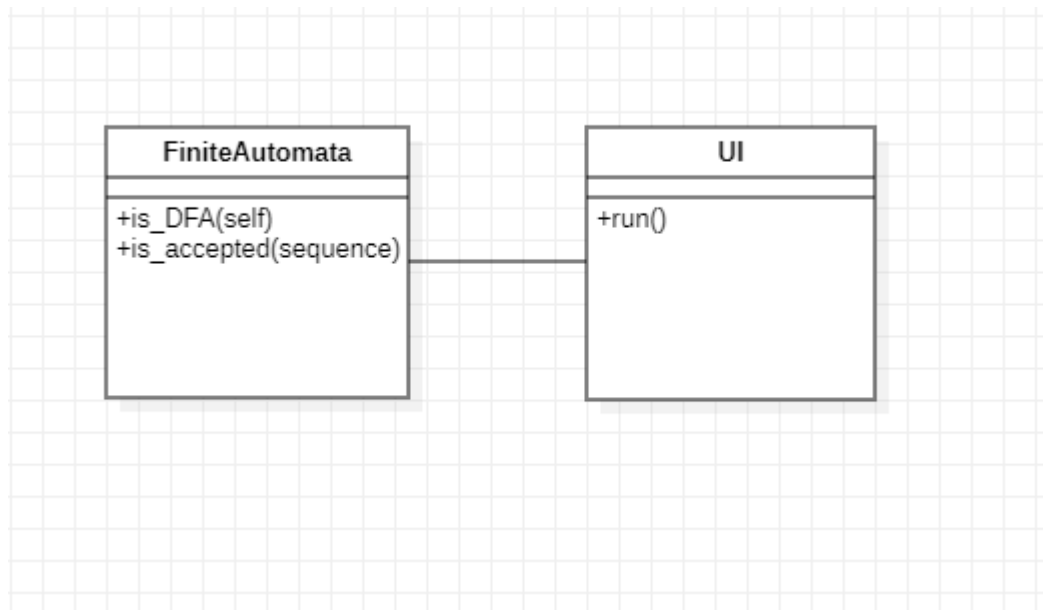 FiniteAutomata
+is_DFA(self)
+is_accepted(sequence)
UI
+run()